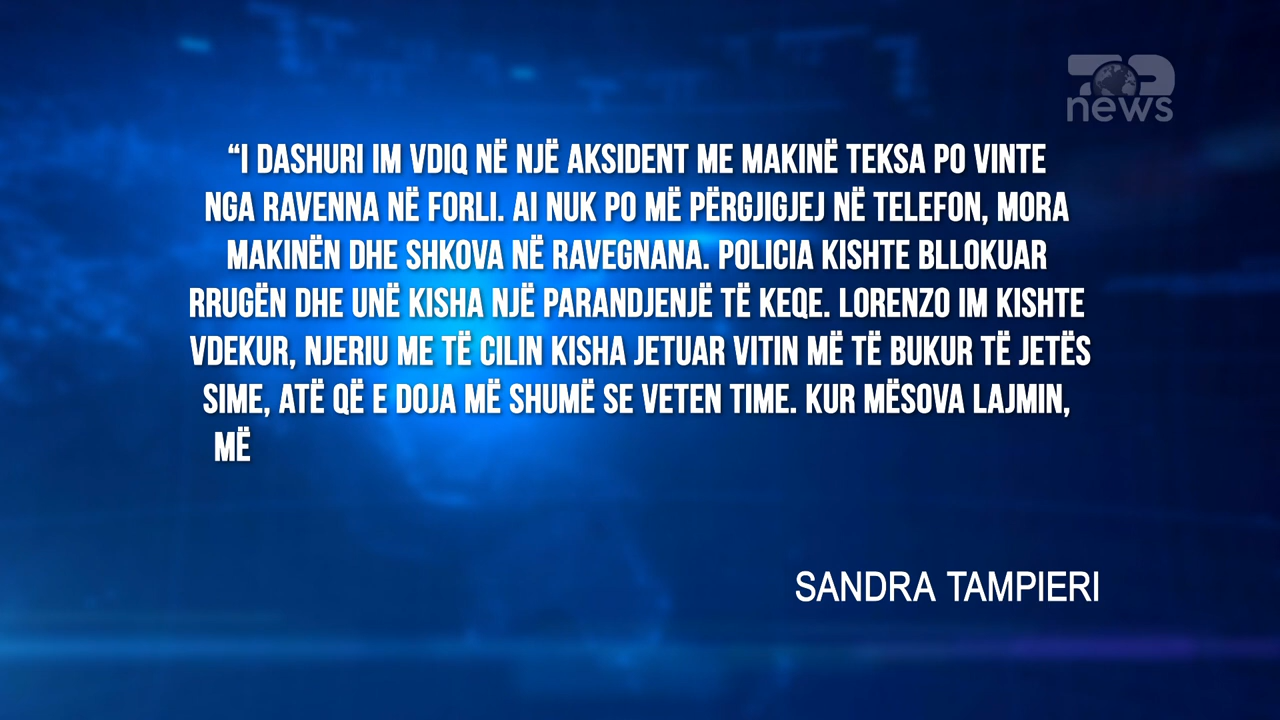 TOP
news
“I DASHURI IM VDIQ NË NJË AKSIDENT ME MAKINË TEKSA PO VINTE
NGA RAVENNA NË FORLI. AI NUK PO MË PËRGJIGJEJ NË TELEFON, MORA
MAKINËN DHE SHKOVA NË RAVEGNANA. POLICIA KISHTE BLLOKUAR
RRUGËN DHE UNË KISHA NJË PARANDJENJË TË KEQE. LORENZO IM KISHTE
VDEKUR, NJERIU ME TË CILIN KISHA JETUAR VITIN MË TË BUKUR TË JETËS
SIME, ATË QË E DOJA MË SHUMË SE VETEN TIME. KUR MËSOVA LAJMIN,
MË
SANDRA TAMPIERI